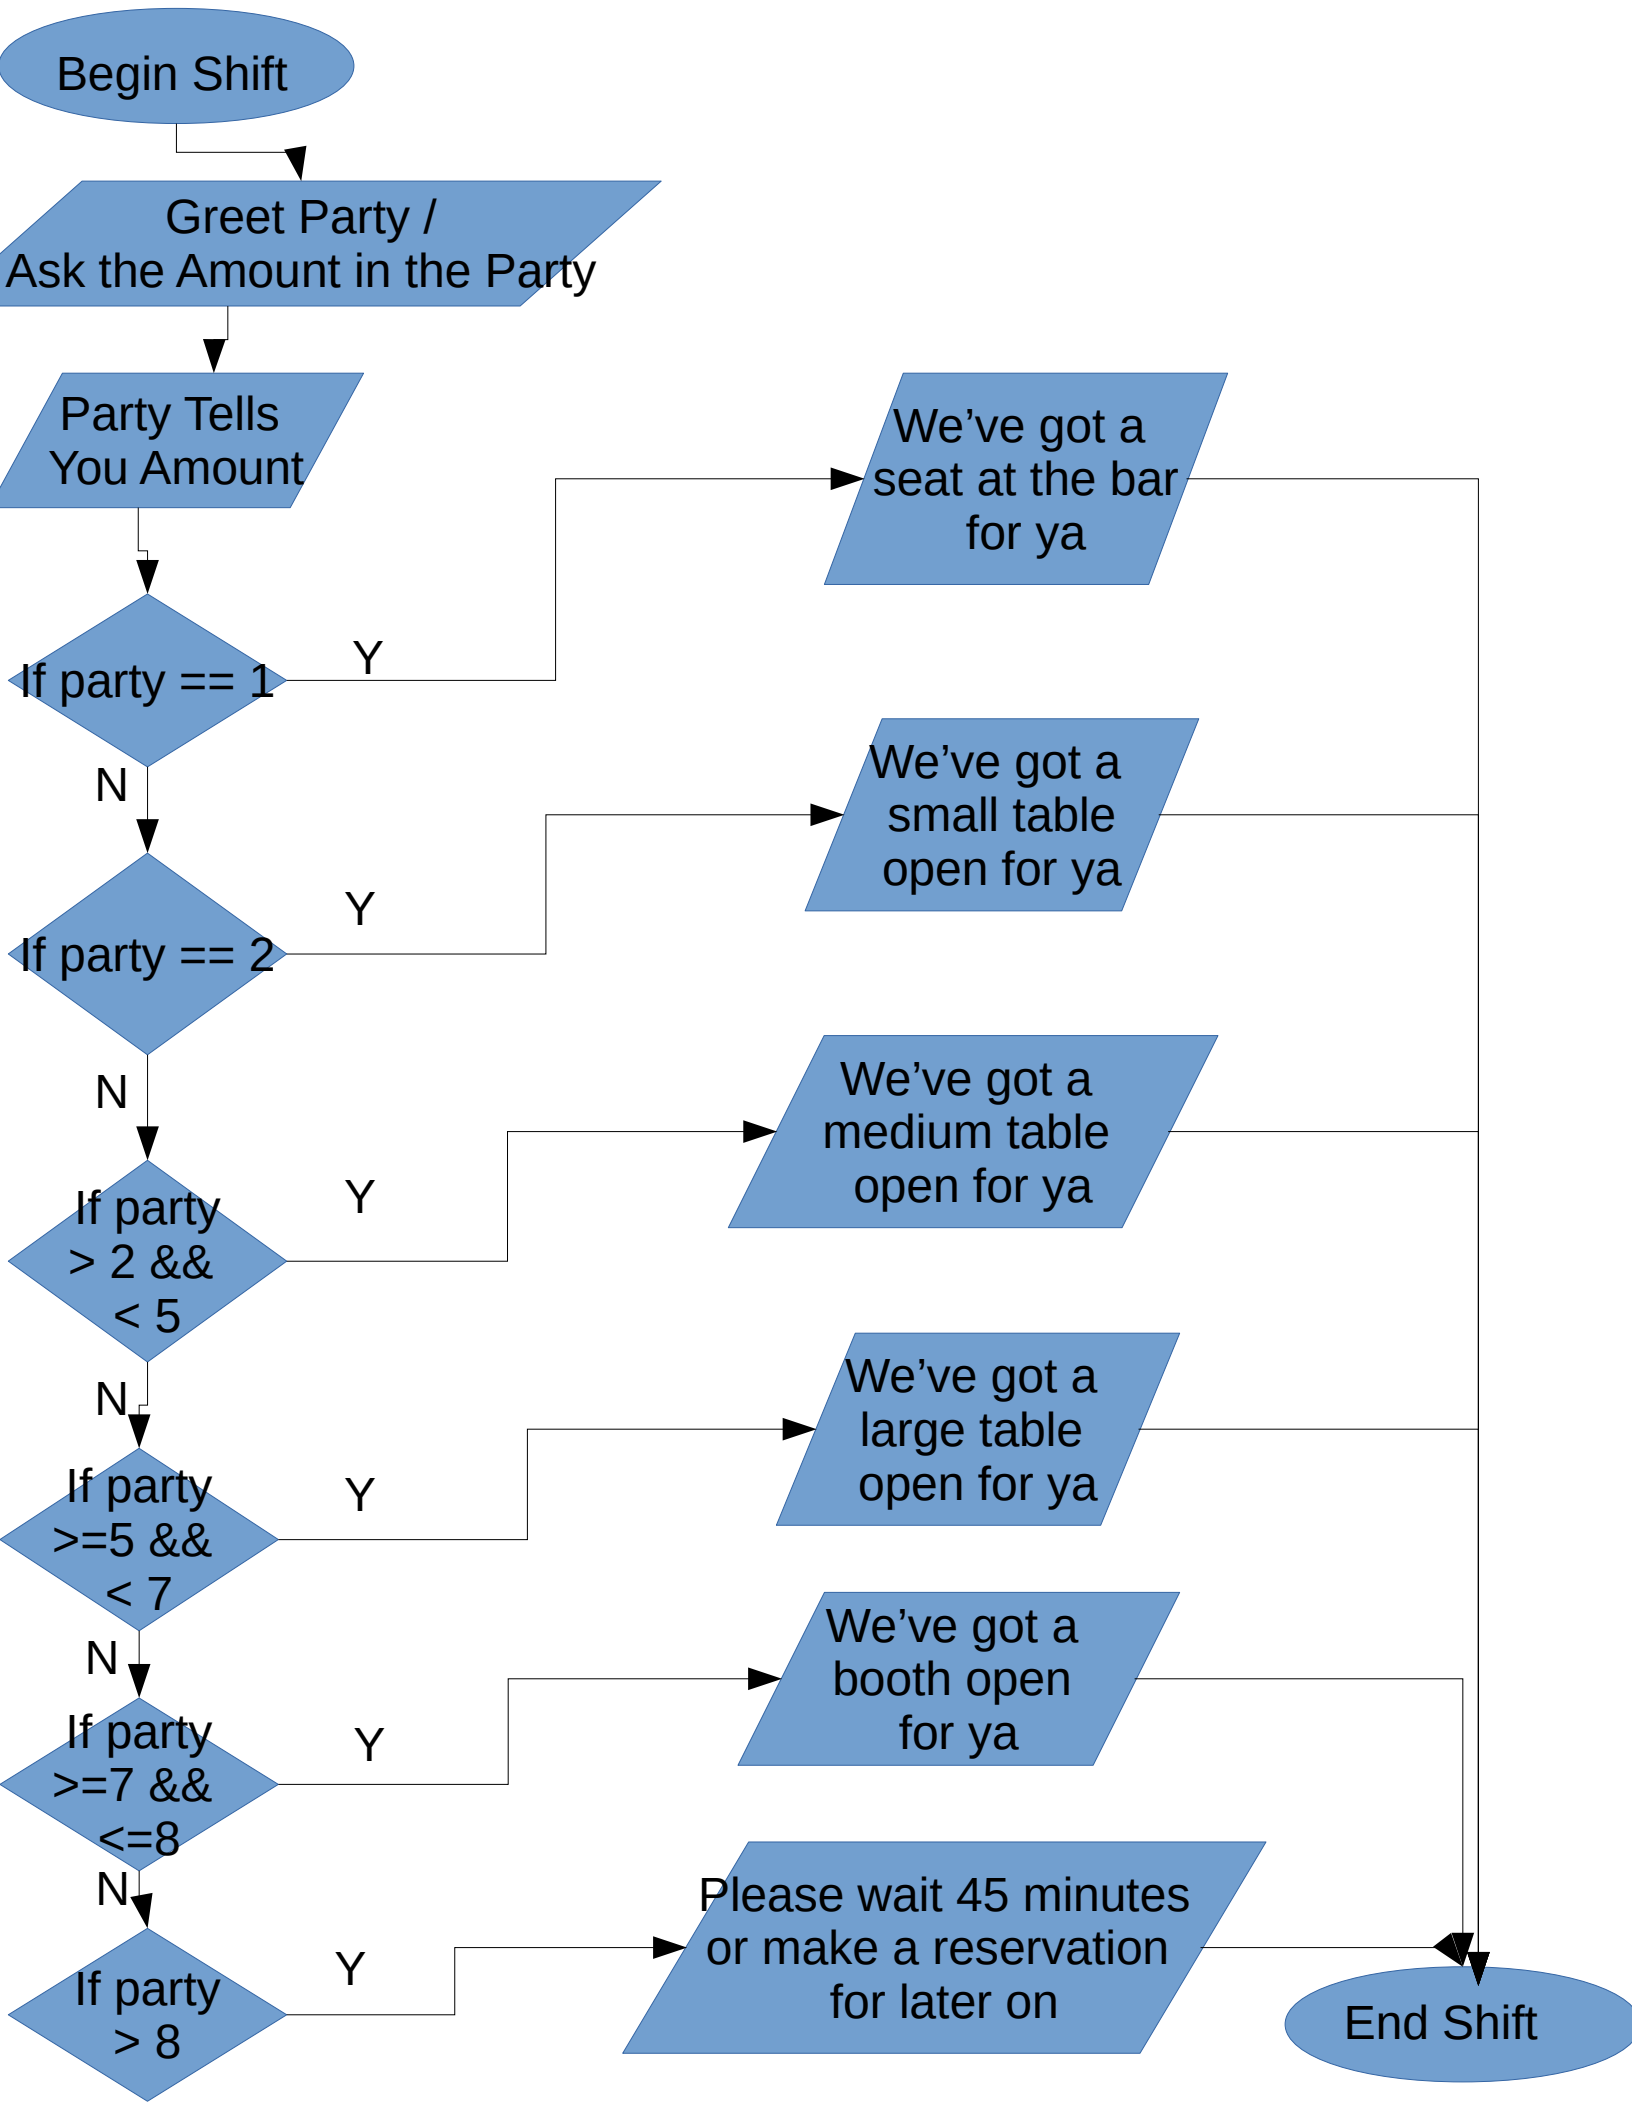 Begin Shift
Greet Party /
Ask the Amount in the Party
Party Tells
You Amount
We’ve got a
seat at the bar
for ya
If party == 1
Y
N
We’ve got a
small table
open for ya
If party == 2
Y
N
We’ve got a
medium table
open for ya
If party
> 2 &&
< 5
Y
N
We’ve got a
large table
open for ya
If party
>=5 &&
< 7
Y
N
We’ve got a
booth open
for ya
If party
>=7 &&
<=8
Y
N
Please wait 45 minutes
or make a reservation
for later on
If party
> 8
Y
End Shift